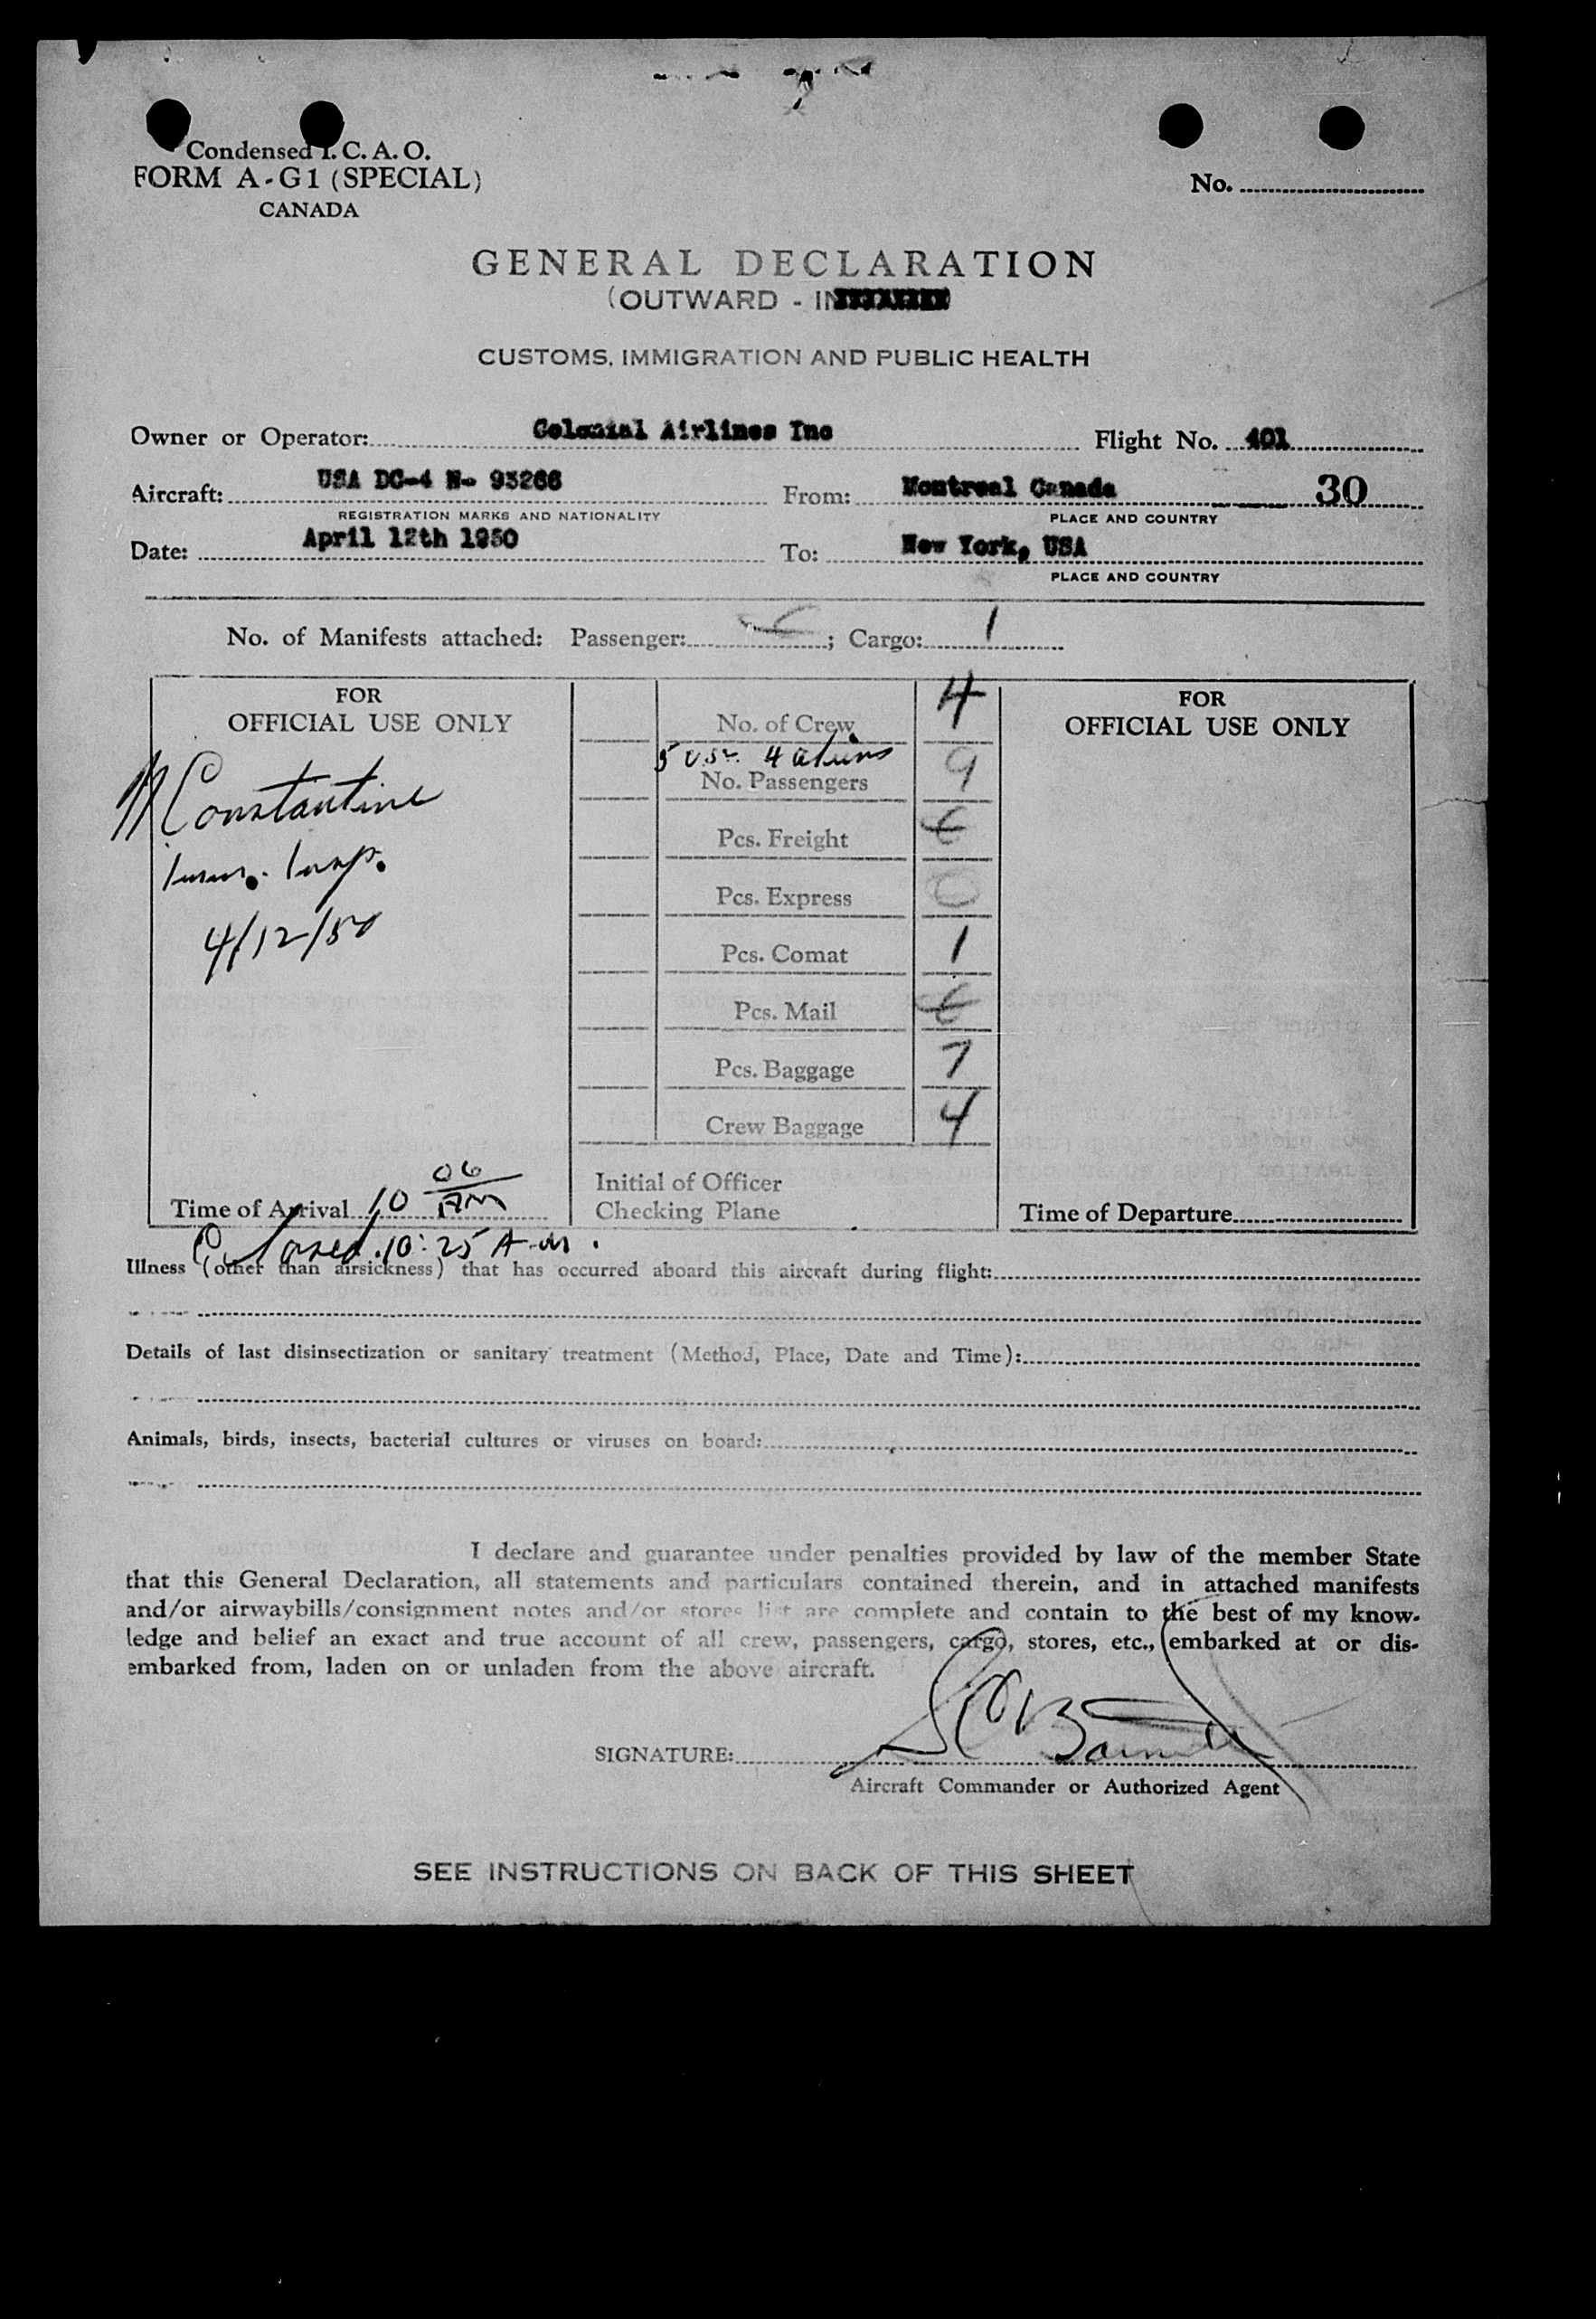 Condensed I. C. A. O.
FORM A-G1 (SPECIAL)
CANADA
No.
GENERAL DECLARATION
(OUTWARD - IN
CUSTOMS, IMMIGRATION AND PUBLIC HEALTH
Owner or Operator: Colonial Airlines Inc Flight No. 401
Aircraft: USA DC-4 N- 93266 From: Montreal Canada 30
REGISTRATION MARKS AND NATIONALITY PLACE AND COUNTRY
Date: April 12th 1950 To: New York, USA
PLACE AND COUNTRY
No. of Manifests attached: Passenger: ; Cargo: 1
FOR
OFFICIAL USE ONLY
Constantine
Imm. Insp.
4/12/50
Time of Arrival 10 06 AM
Closed 10:25 A.M.
No. of Crew 4
5 USC 4 aliens
No. Passengers 9
Pcs. Freight
Pcs. Express 0
Pcs. Comat 1
Pcs. Mail
Pcs. Baggage 7
Crew Baggage 4
Initial of Officer
Checking Plane
FOR
OFFICIAL USE ONLY
Time of Departure
Illness (other than airsickness) that has occurred aboard this aircraft during flight:
Details of last disinsectization or sanitary treatment (Method, Place, Date and Time):
Animals, birds, insects, bacterial cultures or viruses on board:
I declare and guarantee under penalties provided by law of the member State
that this General Declaration, all statements and particulars contained therein, and in attached manifests
and/or airwaybills/consignment notes and/or stores list are complete and contain to the best of my know-
ledge and belief an exact and true account of all crew, passengers, cargo, stores, etc., embarked at or dis-
embarked from, laden on or unladen from the above aircraft.
SIGNATURE:
Aircraft Commander or Authorized Agent
SEE INSTRUCTIONS ON BACK OF THIS SHEET